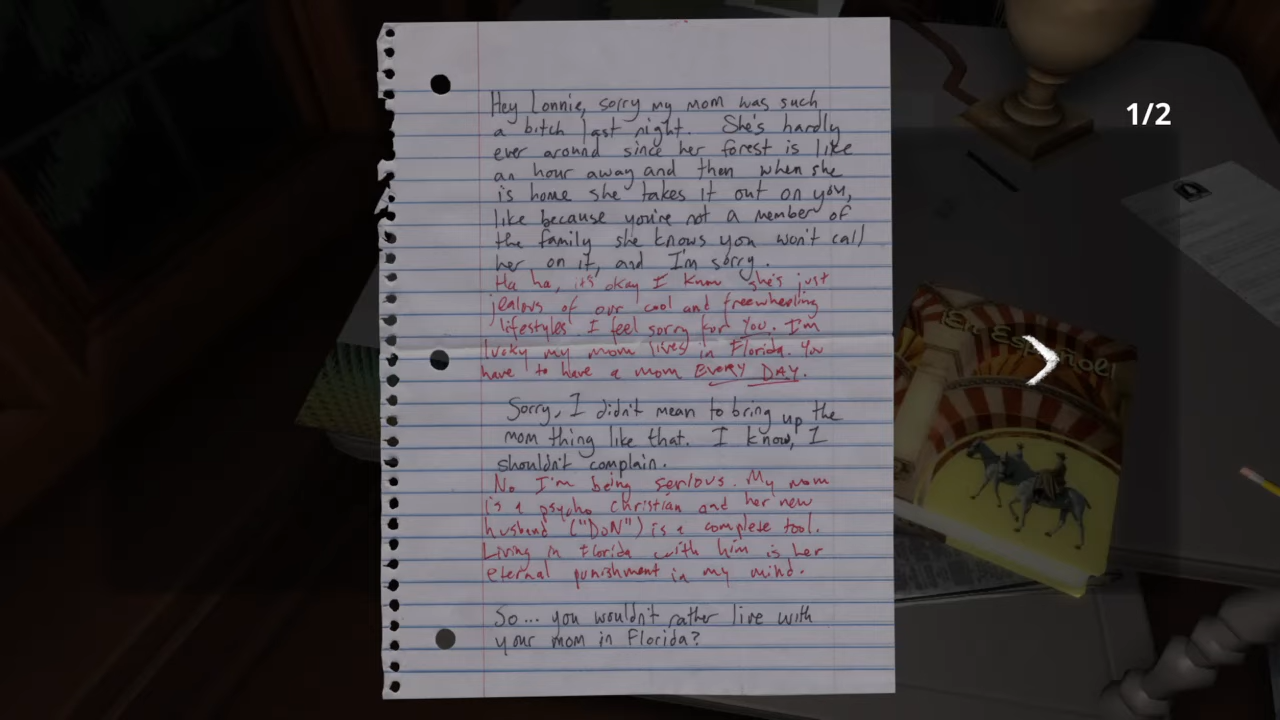 1/2
Hey Lonnie, sorry my mom was such
a bitch last night. She's hardly
ever around since her forest is like
an hour away and then when she
is home she takes it out on you,
like because you're not a member of
the family she knows you won't call
her on it, and I'm sorry.
Ha ha, it's okay I know she's just
jealous of our cool and freewheeling
lifestyles. I feel sorry for You. I'm
lucky my mom lives in Florida. You
have to have a mom EVERY DAY.
Sorry, I didn't mean to bring up the
mom thing like that. I know, I
shouldn't complain.
No I'm being serious. My mom
is a psycho christian and her new
husband ("DON") is a complete tool.
Living in Florida with him is her
eternal punishment in my mind.
So... you wouldn't rather live with
your mom in Florida?
¡En Español!